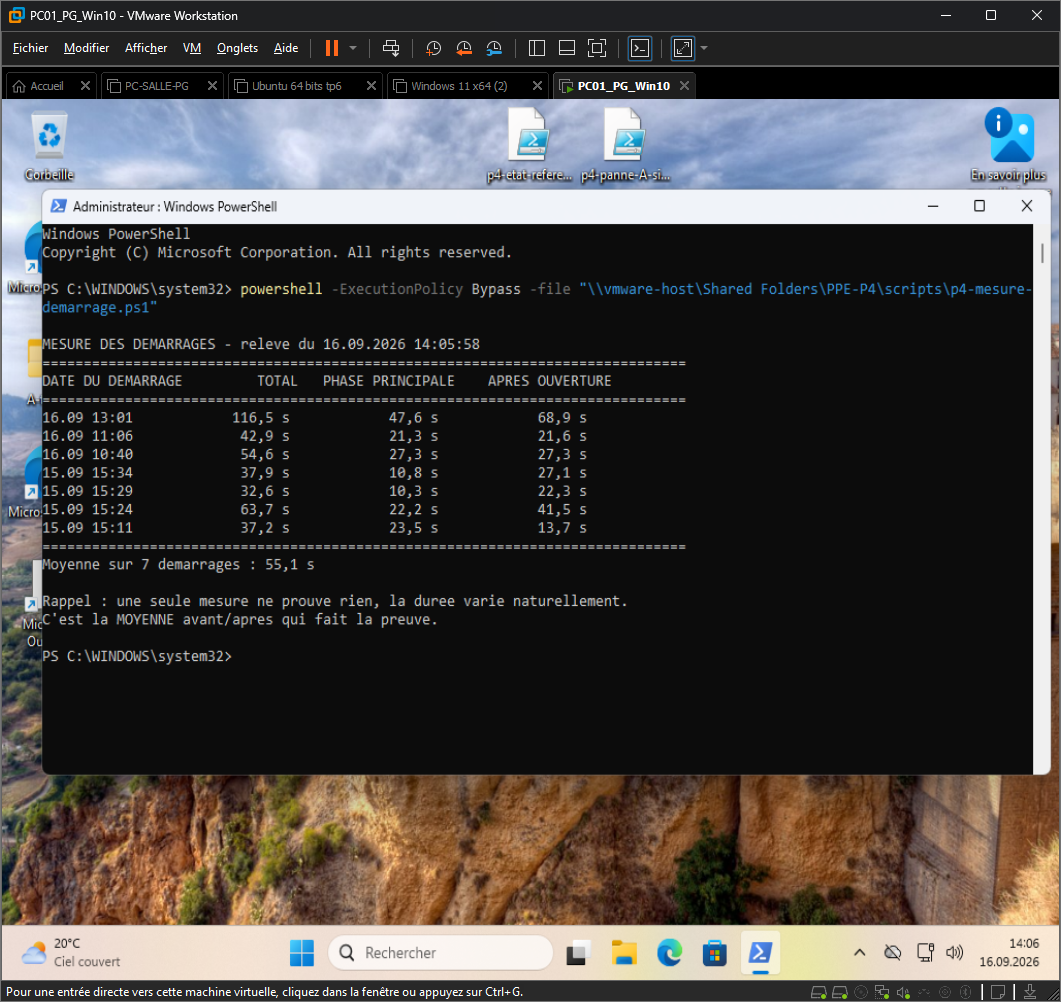 PC01_PG_Win10 - VMware Workstation
Fichier Modifier Afficher VM Onglets Aide
Accueil PC-SALLE-PG Ubuntu 64 bits tp6 Windows 11 x64 (2) PC01_PG_Win10
Corbeille
p4-etat-refere...
p4-panne-A-si...
En savoir plus
Administrateur : Windows PowerShell
Windows PowerShell
Copyright (C) Microsoft Corporation. All rights reserved.
PS C:\WINDOWS\system32> powershell -ExecutionPolicy Bypass -file "\\vmware-host\Shared Folders\PPE-P4\scripts\p4-mesure-
demarrage.ps1"
MESURE DES DEMARRAGES - releve du 16.09.2026 14:05:58
================================================================================
DATE DU DEMARRAGE TOTAL PHASE PRINCIPALE APRES OUVERTURE
================================================================================
16.09 13:01 116,5 s 47,6 s 68,9 s
16.09 11:06 42,9 s 21,3 s 21,6 s
16.09 10:40 54,6 s 27,3 s 27,3 s
15.09 15:34 37,9 s 10,8 s 27,1 s
15.09 15:29 32,6 s 10,3 s 22,3 s
15.09 15:24 63,7 s 22,2 s 41,5 s
15.09 15:11 37,2 s 23,5 s 13,7 s
================================================================================
Moyenne sur 7 demarrages : 55,1 s
Rappel : une seule mesure ne prouve rien, la duree varie naturellement.
C'est la MOYENNE avant/apres qui fait la preuve.
PS C:\WINDOWS\system32>
Micro
A-
Micro
Mic
Ou
20°C
Ciel couvert
Rechercher
14:06
16.09.2026
Pour une entrée directe vers cette machine virtuelle, cliquez dans la fenêtre ou appuyez sur Ctrl+G.